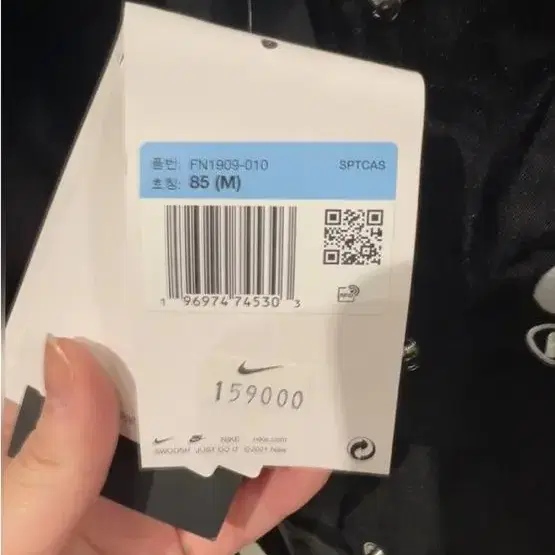 품번: FN1909-010 SPTCAS
호칭: 85 (M)
1 96974 74530 3
RFID
159000
NIKE nike.com
SWOOSH JUST DO IT ©2021 Nike